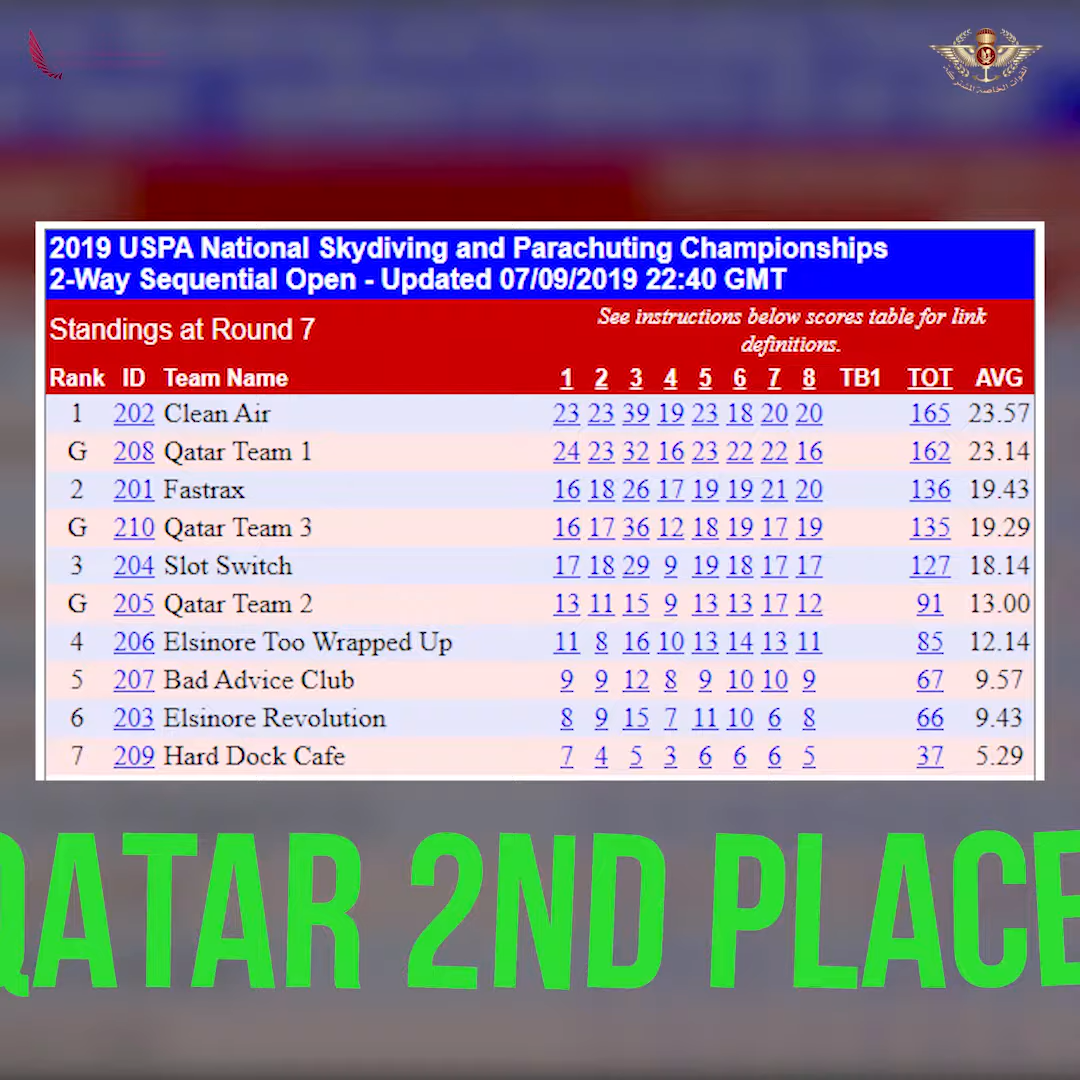 القوات الخاصة المشتركة
2019 USPA National Skydiving and Parachuting Championships
2-Way Sequential Open - Updated 07/09/2019 22:40 GMT
Standings at Round 7
See instructions below scores table for link
definitions.
Rank ID Team Name 1 2 3 4 5 6 7 8 TB1 TOT AVG
1 202 Clean Air 23 23 39 19 23 18 20 20 165 23.57
G 208 Qatar Team 1 24 23 32 16 23 22 22 16 162 23.14
2 201 Fastrax 16 18 26 17 19 19 21 20 136 19.43
G 210 Qatar Team 3 16 17 36 12 18 19 17 19 135 19.29
3 204 Slot Switch 17 18 29 9 19 18 17 17 127 18.14
G 205 Qatar Team 2 13 11 15 9 13 13 17 12 91 13.00
4 206 Elsinore Too Wrapped Up 11 8 16 10 13 14 13 11 85 12.14
5 207 Bad Advice Club 9 9 12 8 9 10 10 9 67 9.57
6 203 Elsinore Revolution 8 9 15 7 11 10 6 8 66 9.43
7 209 Hard Dock Cafe 7 4 5 3 6 6 6 5 37 5.29
QATAR 2ND PLACE